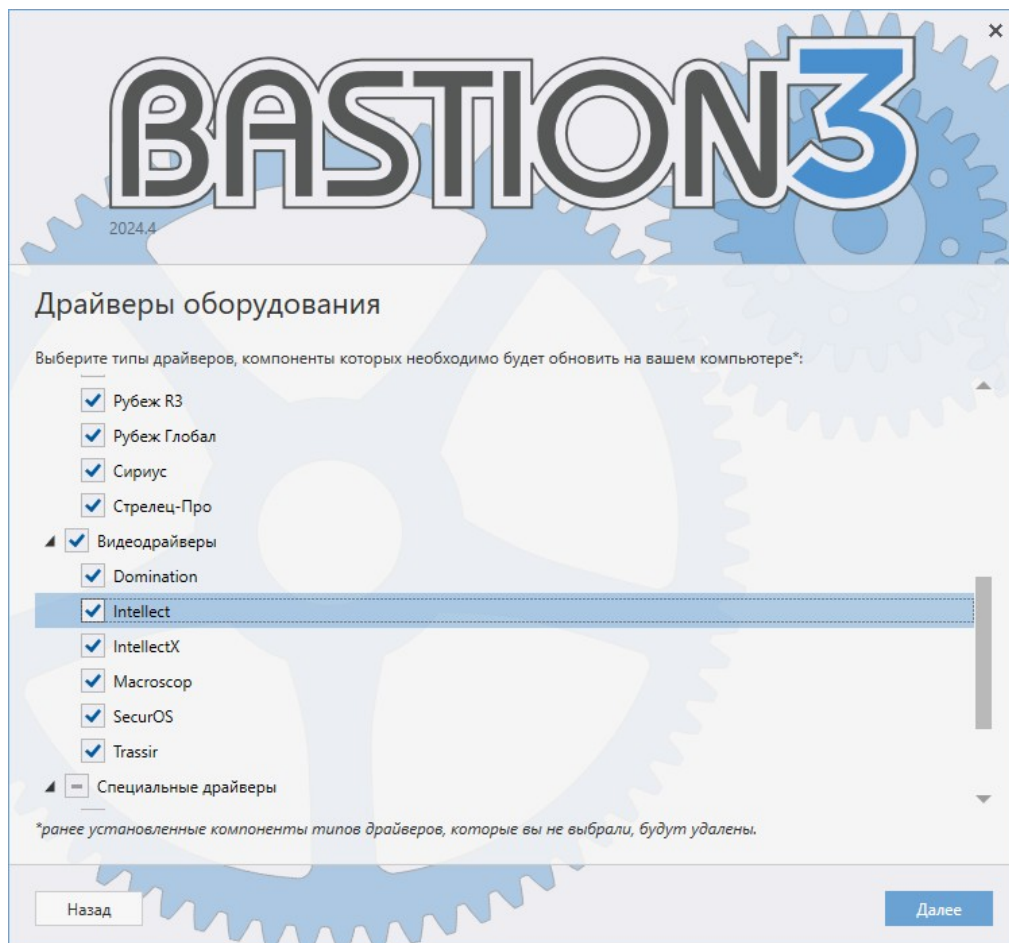 BASTION3
2024.4
Драйверы оборудования
Выберите типы драйверов, компоненты которых необходимо будет обновить на вашем компьютере*:
Рубеж R3
Рубеж Глобал
Сириус
Стрелец-Про
Видеодрайверы
Domination
Intellect
IntellectX
Macroscop
SecurOS
Trassir
Специальные драйверы
*ранее установленные компоненты типов драйверов, которые вы не выбрали, будут удалены.
Назад
Далее